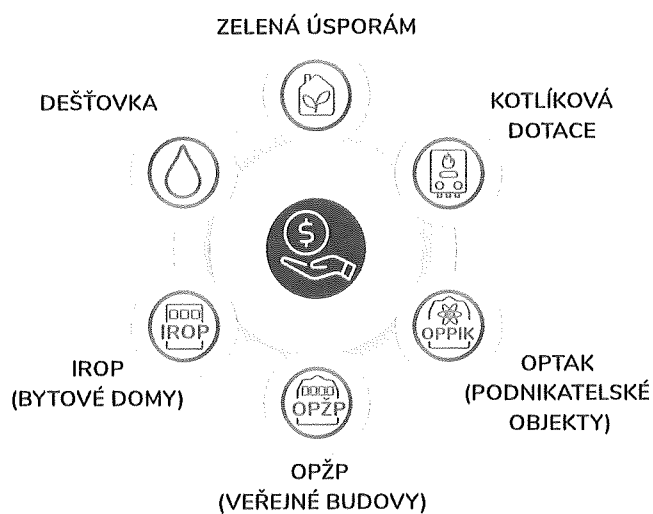 ZELENÁ ÚSPORÁM
DEŠŤOVKA
KOTLÍKOVÁ
DOTACE
$
IROP
OPPIK
IROP
(BYTOVÉ DOMY)
OPŽP
OPTAK
(PODNIKATELSKÉ
OBJEKTY)
OPŽP
(VEŘEJNÉ BUDOVY)